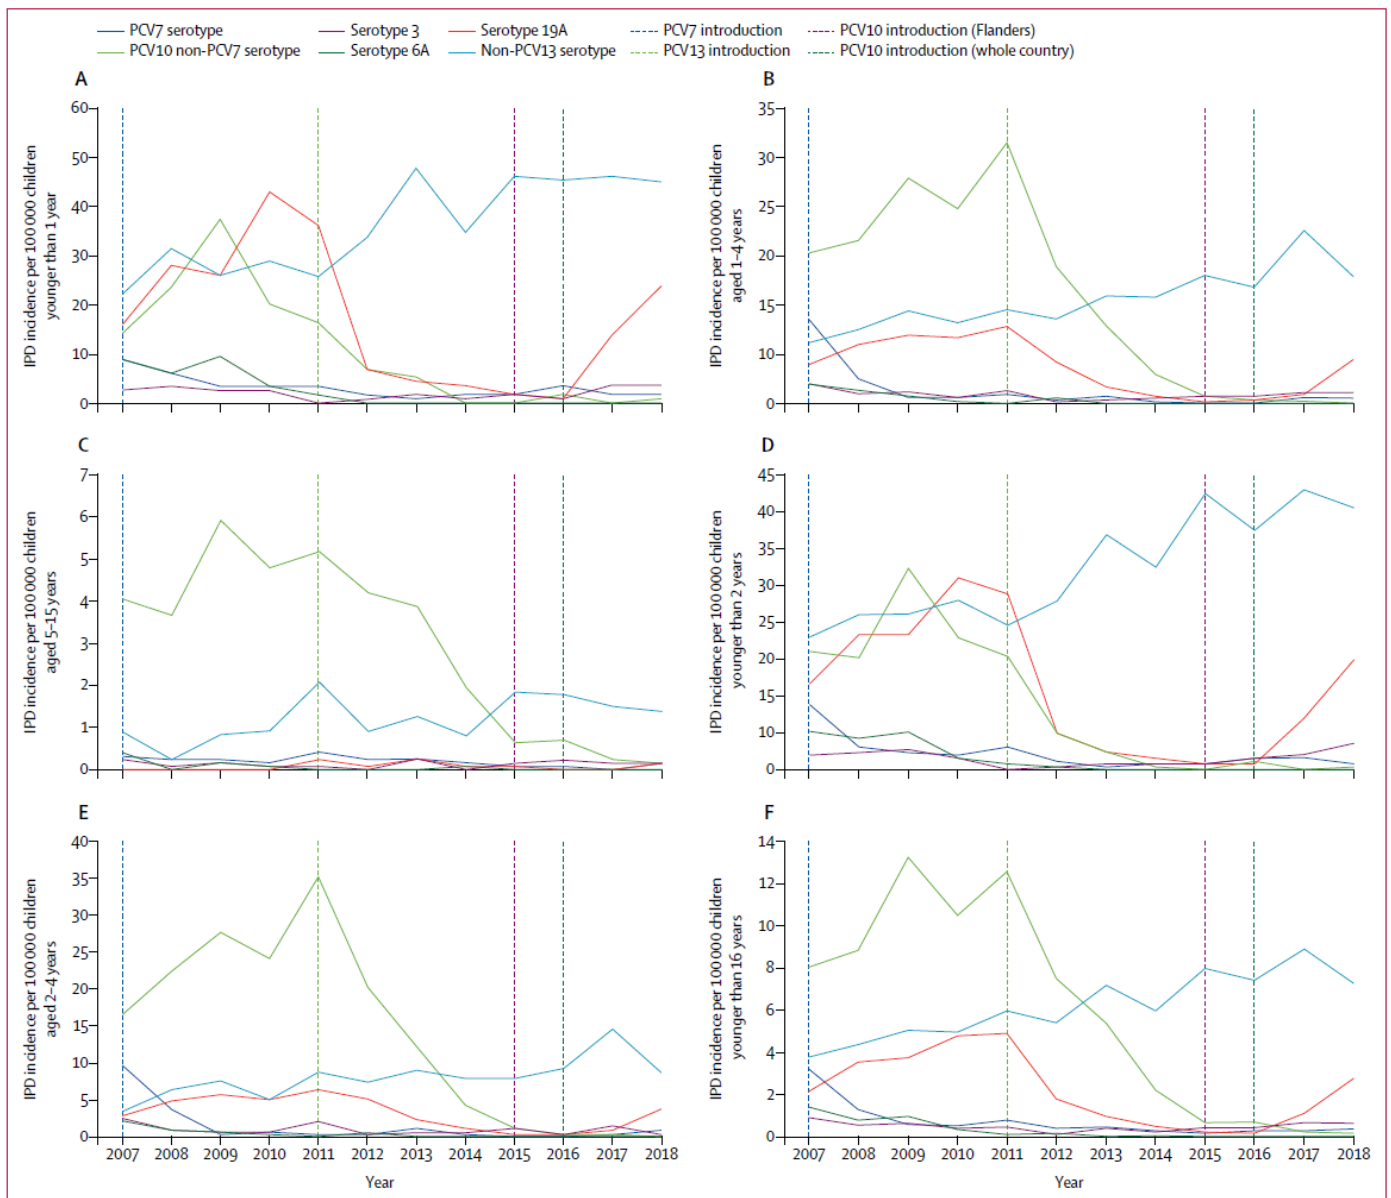 PCV7 serotype
PCV10 non-PCV7 serotype
Serotype 3
Serotype 6A
Serotype 19A
Non-PCV13 serotype
PCV7 introduction
PCV13 introduction
PCV10 introduction (Flanders)
PCV10 introduction (whole country)
A
IPD incidence per 100 000 children
younger than 1 year
60
50
40
30
20
10
0
B
IPD incidence per 100 000 children
aged 1–4 years
35
30
25
20
15
10
0
C
IPD incidence per 100 000 children
aged 5–15 years
7
6
5
4
3
2
1
0
D
IPD incidence per 100 000 children
younger than 2 years
45
40
35
30
25
20
15
10
0
E
IPD incidence per 100 000 children
aged 2–4 years
40
35
30
25
20
15
10
5
0
2007 2008 2009 2010 2011 2012 2013 2014 2015 2016 2017 2018
Year
F
IPD incidence per 100 000 children
younger than 16 years
14
12
10
8
6
4
2
0
2007 2008 2009 2010 2011 2012 2013 2014 2015 2016 2017 2018
Year